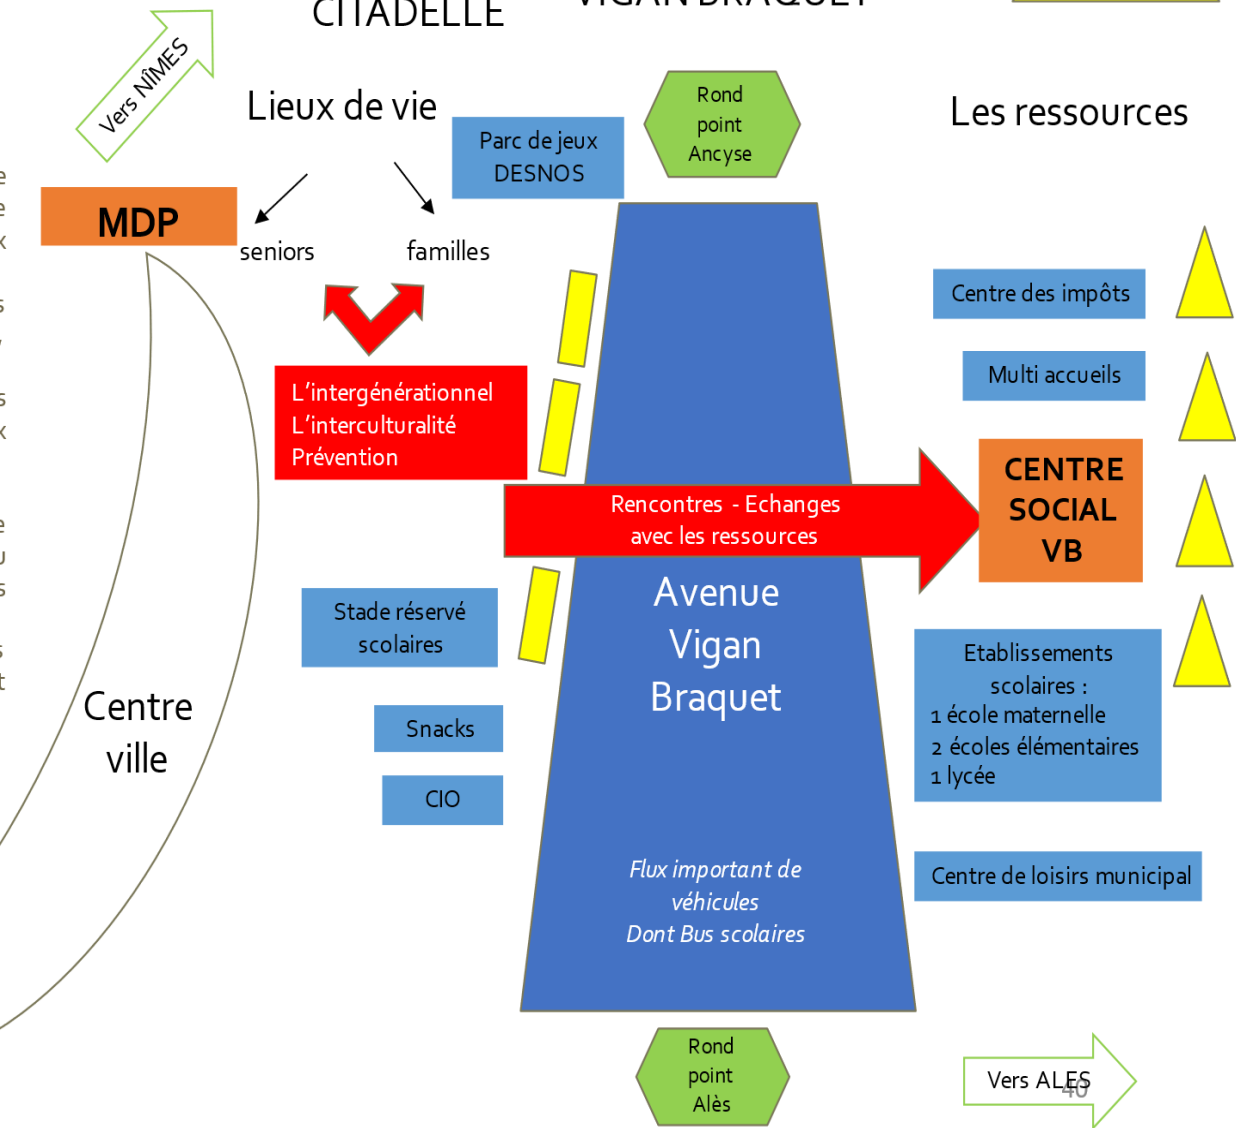 CITADELLE
VIGAN BRAQUET
Vers NÎMES
Lieux de vie
Rond
point
Ancyse
Les ressources
Parc de jeux
DESNOS
MDP
seniors
familles
Centre des impôts
Multi accueils
L’intergénérationnel
L’interculturalité
Prévention
CENTRE
SOCIAL
VB
Rencontres - Echanges
avec les ressources
Avenue
Vigan
Braquet
Stade réservé
scolaires
Etablissements
scolaires :
1 école maternelle
2 écoles élémentaires
1 lycée
Centre
ville
Snacks
CIO
Flux important de
véhicules
Dont Bus scolaires
Centre de loisirs municipal
Rond
point
Alès
Vers ALES
40